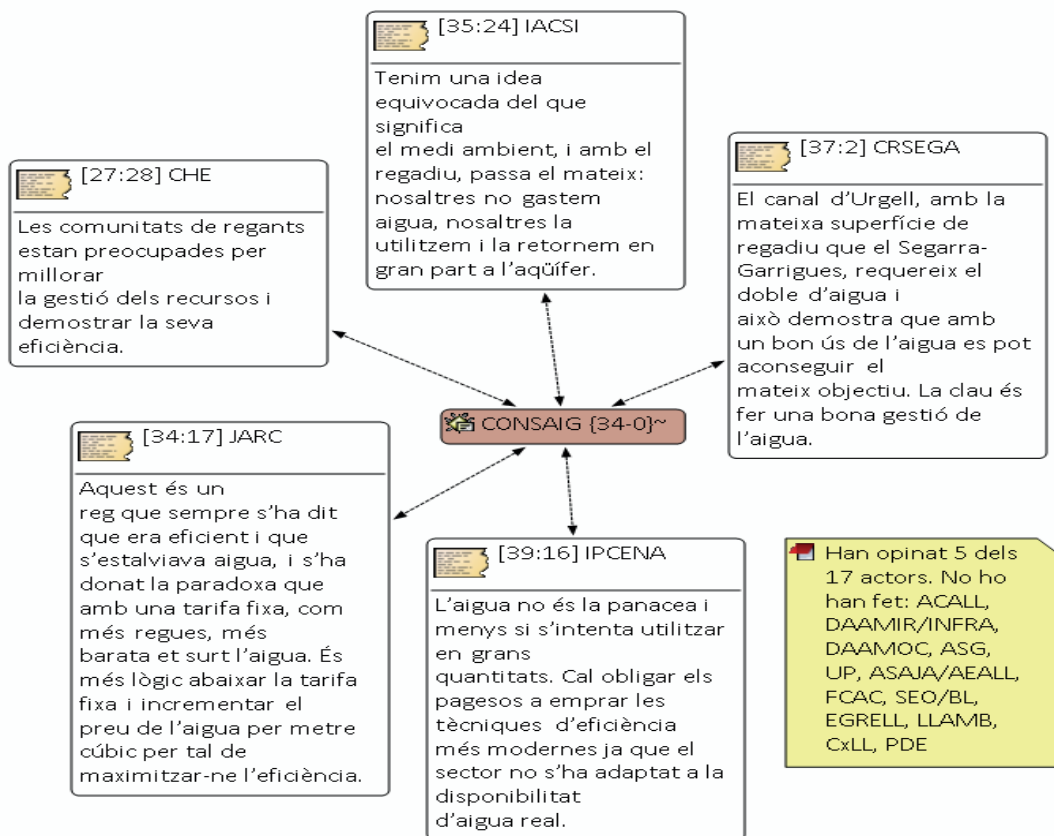 [35:24] IACSI
Tenim una idea
equivocada del que
significa
el medi ambient, i amb el
regadiu, passa el mateix:
nosaltres no gastem
aigua, nosaltres la
utilitzem i la retornem en
gran part a l’aqüífer.
[27:28] CHE
Les comunitats de regants
estan preocupades per
millorar
la gestió dels recursos i
demostrar la seva
eficiència.
[37:2] CRSEGA
El canal d’Urgell, amb la
mateixa superfície de
regadiu que el Segarra-
Garrigues, requereix el
doble d’aigua i
això demostra que amb
un bon ús de l’aigua es pot
aconseguir el
mateix objectiu. La clau és
fer una bona gestió de
l’aigua.
CONSAIG {34-0}~
[34:17] JARC
Aquest és un
reg que sempre s’ha dit
que era eficient i que
s’estalviava aigua, i s’ha
donat la paradoxa que
amb una tarifa fixa, com
més regues, més
barata et surt l’aigua. És
més lògic abaixar la tarifa
fixa i incrementar el
preu de l’aigua per metre
cúbic per tal de
maximitzar-ne l’eficiència.
[39:16] IPCENA
L’aigua no és la panacea i
menys si s’intenta utilitzar
en grans
quantitats. Cal obligar els
pagesos a emprar les
tècniques d’eficiència
més modernes ja que el
sector no s’ha adaptat a la
disponibilitat
d’aigua real.
Han opinat 5 dels
17 actors. No ho
han fet: ACALL,
DAAMIR/INFRA,
DAAMOC, ASG,
UP, ASAJA/AEALL,
FCAC, SEO/BL,
EGRELL, LLAMB,
CxLL, PDE